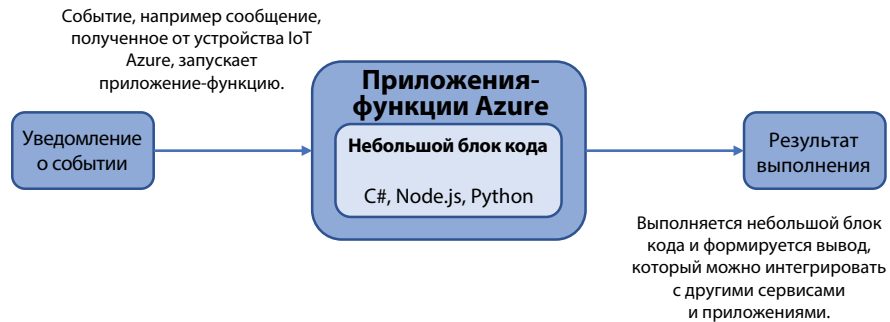 Событие, например сообщение,
полученное от устройства IoT
Azure, запускает
приложение-функцию.
Уведомление
о событии
Приложения-
функции Azure
Небольшой блок кода
C#, Node.js, Python
Результат
выполнения
Выполняется небольшой блок
кода и формируется вывод,
который можно интегрировать
с другими сервисами
и приложениями.